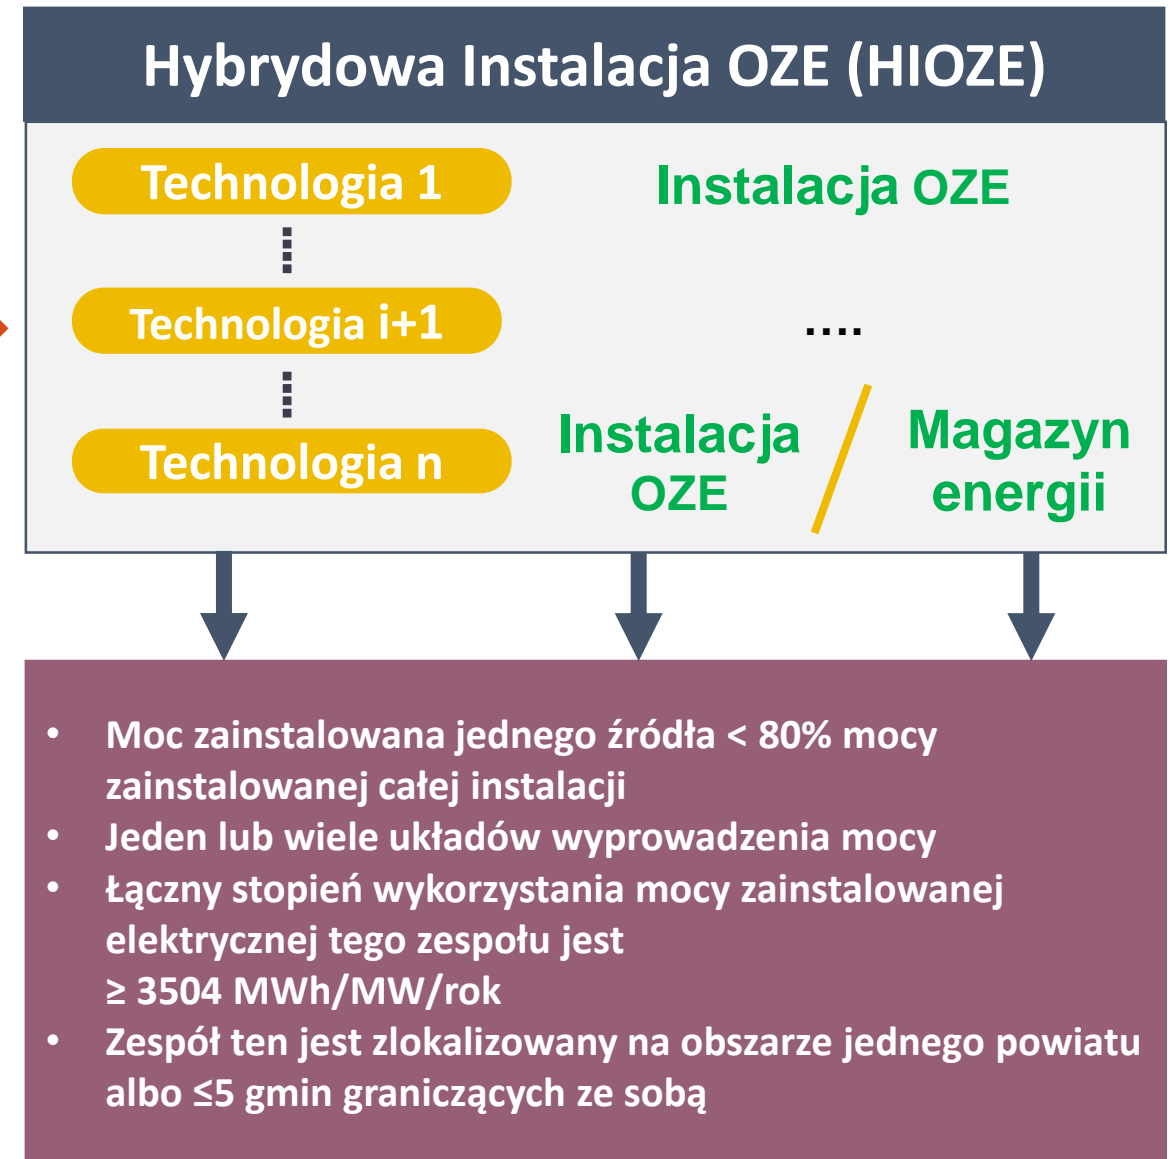 Hybrydowa Instalacja OZE (HIOZE)
Technologia 1
Instalacja OZE
Technologia i+1
....
Technologia n
Instalacja
OZE
Magazyn
energii
• Moc zainstalowana jednego źródła < 80% mocy
zainstalowanej całej instalacji
• Jeden lub wiele układów wyprowadzenia mocy
• Łączny stopień wykorzystania mocy zainstalowanej
elektrycznej tego zespołu jest
≥ 3504 MWh/MW/rok
• Zespół ten jest zlokalizowany na obszarze jednego powiatu
albo ≤5 gmin graniczących ze sobą